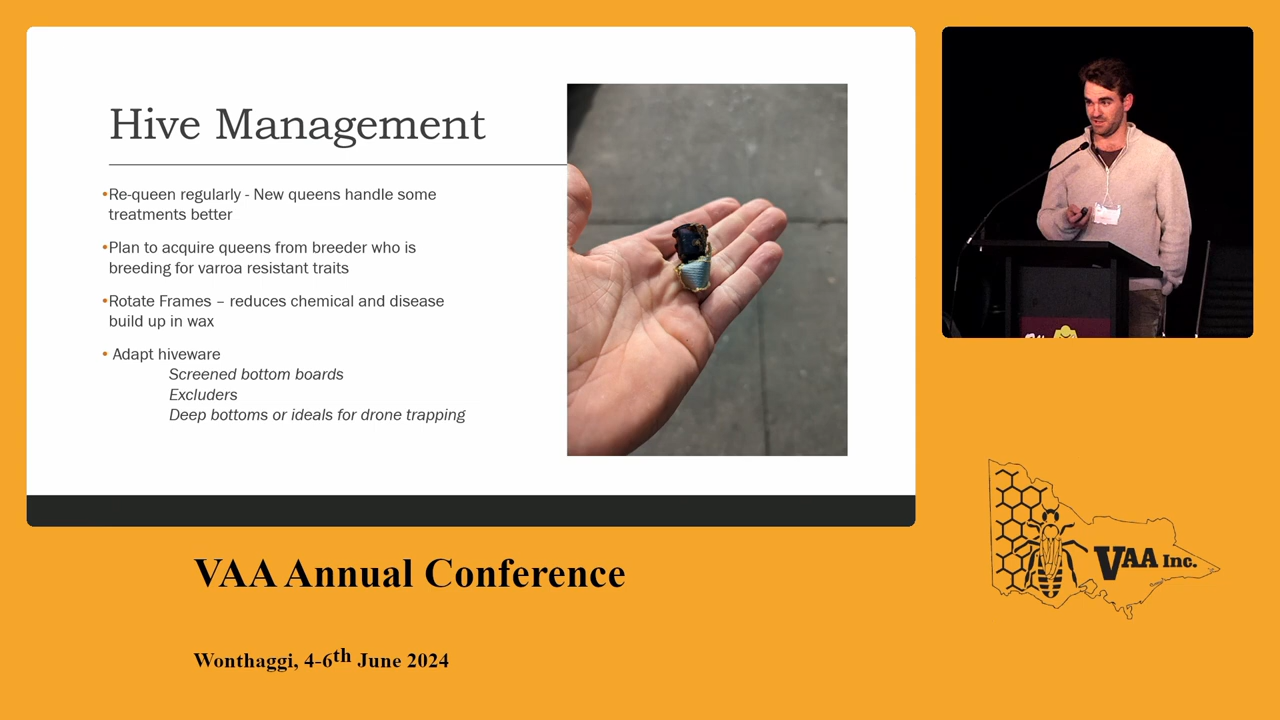 Hive Management
•Re-queen regularly - New queens handle some
treatments better
•Plan to acquire queens from breeder who is
breeding for varroa resistant traits
•Rotate Frames – reduces chemical and disease
build up in wax
• Adapt hiveware
Screened bottom boards
Excluders
Deep bottoms or ideals for drone trapping
VAA Inc.
VAA Annual Conference
Wonthaggi, 4-6th June 2024